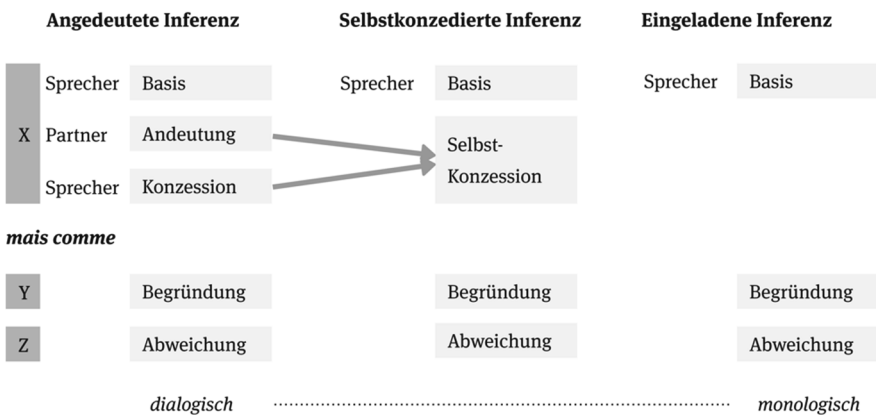 Angedeutete Inferenz Selbstkonzedierte Inferenz Eingeladene Inferenz
Sprecher Basis Sprecher Basis Sprecher Basis
X Partner Andeutung Selbst-
Konzession
Sprecher Konzession
mais comme
Y Begründung Begründung Begründung
Z Abweichung Abweichung Abweichung
dialogisch monologisch